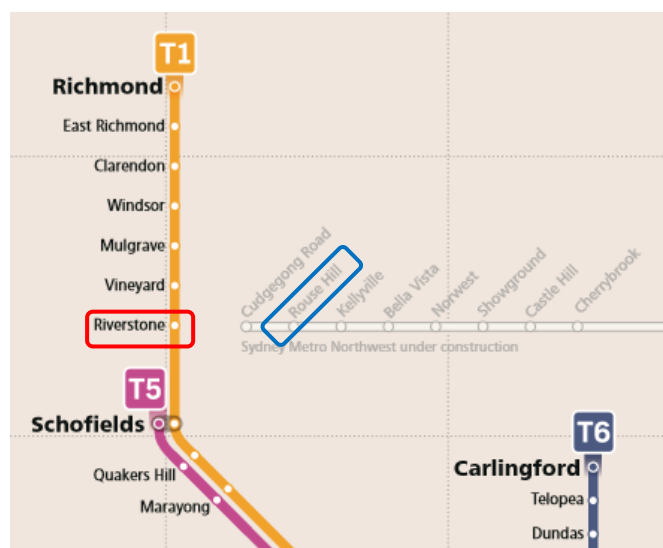 T1
Richmond
East Richmond
Clarendon
Windsor
Mulgrave
Vineyard
Riverstone
Cudgegong Road
Rouse Hill
Kellyville
Bella Vista
Norwest
Showground
Castle Hill
Cherrybrook
Sydney Metro Northwest under construction
T5
Schofields
Quakers Hill
Marayong
T6
Carlingford
Telopea
Dundas